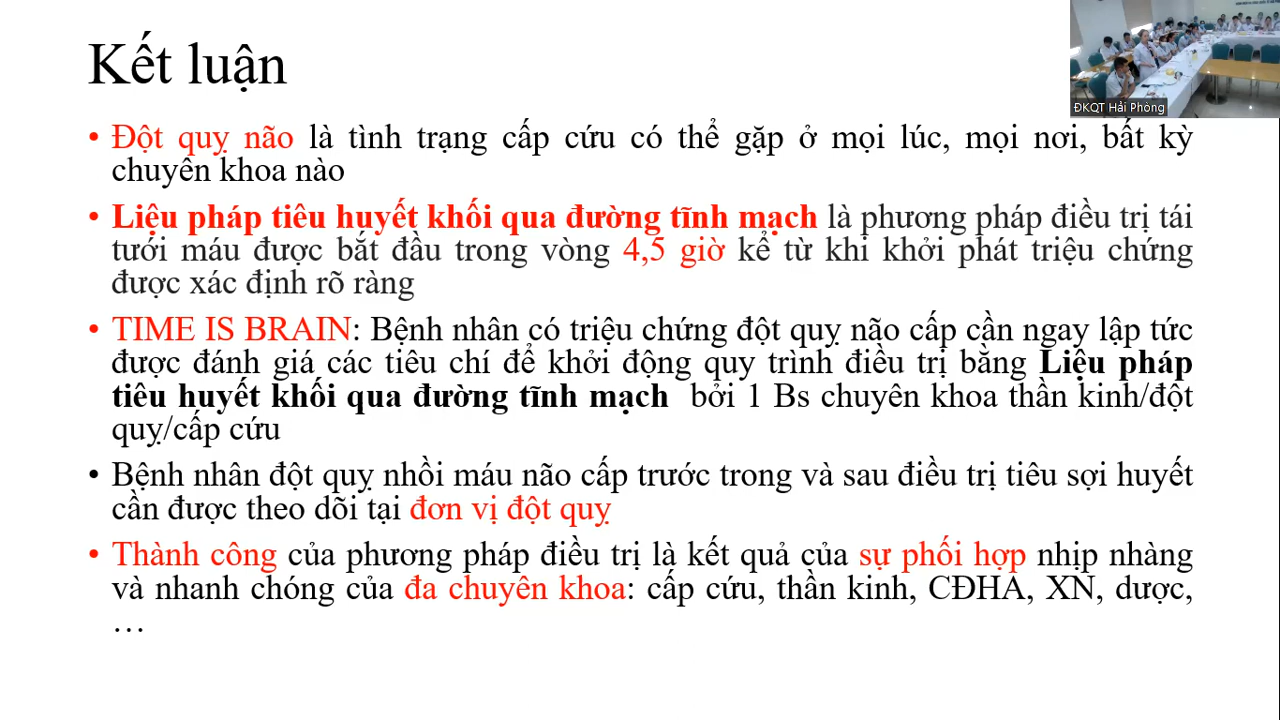 Kết luận
ĐKQT Hải Phòng
• Đột quỵ não là tình trạng cấp cứu có thể gặp ở mọi lúc, mọi nơi, bất kỳ
chuyên khoa nào
• Liệu pháp tiêu huyết khối qua đường tĩnh mạch là phương pháp điều trị tái
tưới máu được bắt đầu trong vòng 4,5 giờ kể từ khi khởi phát triệu chứng
được xác định rõ ràng
• TIME IS BRAIN: Bệnh nhân có triệu chứng đột quỵ não cấp cần ngay lập tức
được đánh giá các tiêu chí để khởi động quy trình điều trị bằng Liệu pháp
tiêu huyết khối qua đường tĩnh mạch bởi 1 Bs chuyên khoa thần kinh/đột
quỵ/cấp cứu
• Bệnh nhân đột quỵ nhồi máu não cấp trước trong và sau điều trị tiêu sợi huyết
cần được theo dõi tại đơn vị đột quỵ
• Thành công của phương pháp điều trị là kết quả của sự phối hợp nhịp nhàng
và nhanh chóng của đa chuyên khoa: cấp cứu, thần kinh, CĐHA, XN, dược,
…